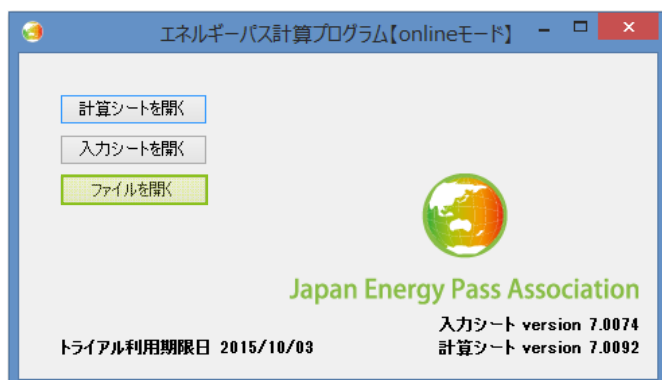 エネルギーパス計算プログラム【onlineモード】
計算シートを開く
入力シートを開く
ファイルを開く
Japan Energy Pass Association
入力シート version 7.0074
トライアル利用期限日 2015/10/03
計算シート version 7.0092